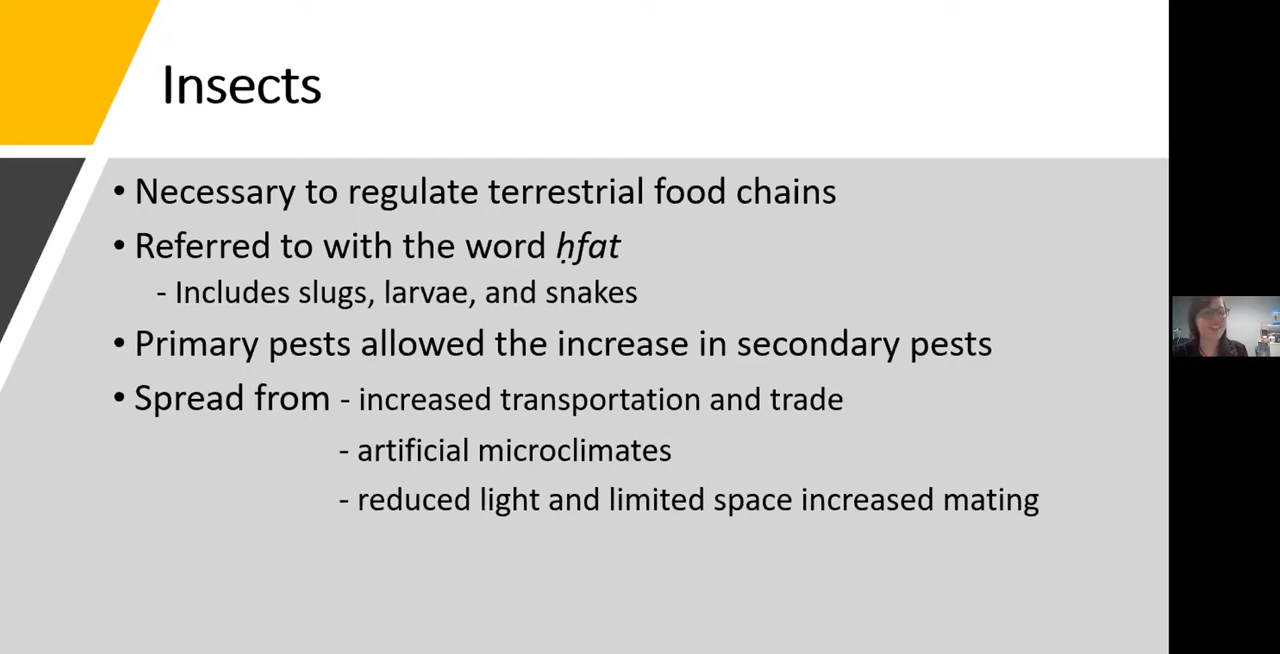 Insects
• Necessary to regulate terrestrial food chains
• Referred to with the word ḥfat
- Includes slugs, larvae, and snakes
• Primary pests allowed the increase in secondary pests
• Spread from - increased transportation and trade
- artificial microclimates
- reduced light and limited space increased mating